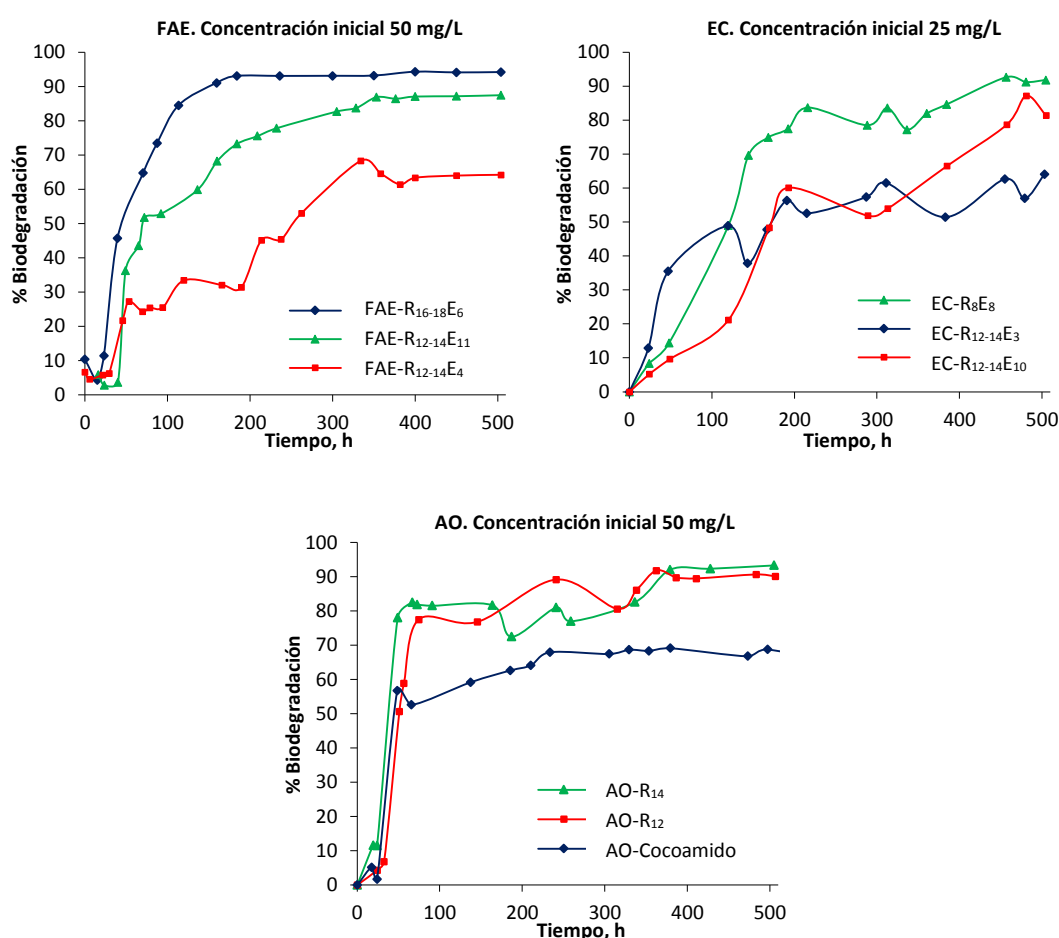 FAE. Concentración inicial 50 mg/L
% Biodegradación
100
90
80
70
60
50
40
30
20
10
0
0 100 200 300 400 500
Tiempo, h
FAE-R₁₆₋₁₈E₆
FAE-R₁₂₋₁₄E₁₁
FAE-R₁₂₋₁₄E₄
EC. Concentración inicial 25 mg/L
% Biodegradación
100
90
80
70
60
50
40
30
20
10
0
0 100 200 300 400 500
Tiempo, h
EC-R₈E₈
EC-R₁₂₋₁₄E₃
EC-R₁₂₋₁₄E₁₀
AO. Concentración inicial 50 mg/L
% Biodegradación
100
90
80
70
60
50
40
30
20
10
0
0 100 200 300 400 500
Tiempo, h
AO-R₁₄
AO-R₁₂
AO-Cocoamido